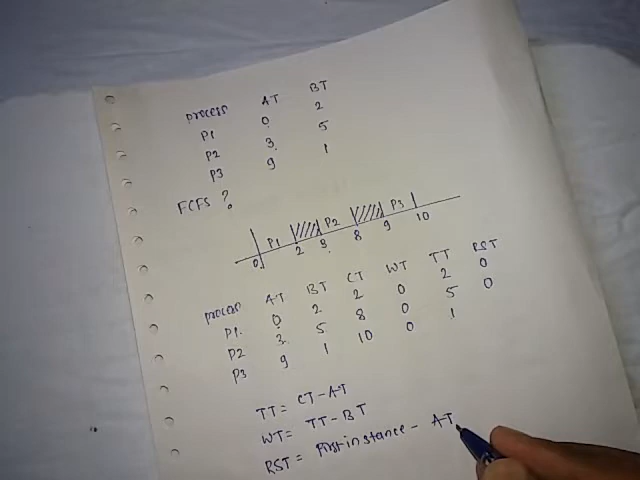 process AT BT
P1 0 2
P2 3 5
P3 9 1
FCFS ?
P1 P2 P3
0 2 3 8 9 10
process AT BT CT WT TT RST
P1 0 2 2 0 2 0
P2 3 5 8 0 5 0
P3 9 1 10 0 1
TT = CT-AT
WT = TT-BT
RST = First instance - AT